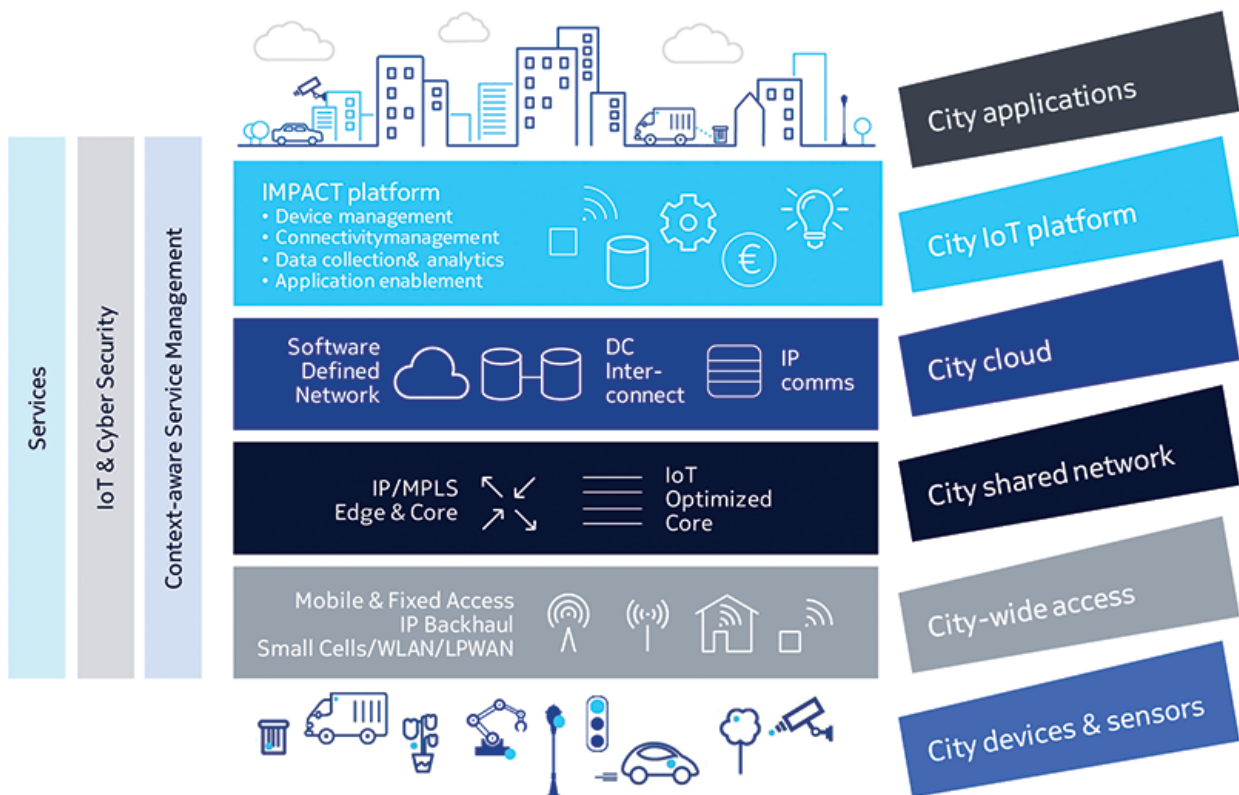 Services
IoT & Cyber Security
Context-aware Service Management
IMPACT platform
• Device management
• Connectivitymanagement
• Data collection& analytics
• Application enablement
€
Software
Defined
Network
DC
Inter-
connect
IP
comms
IP/MPLS
Edge & Core
IoT
Optimized
Core
Mobile & Fixed Access
IP Backhaul
Small Cells/WLAN/LPWAN
City applications
City IoT platform
City cloud
City shared network
City-wide access
City devices & sensors